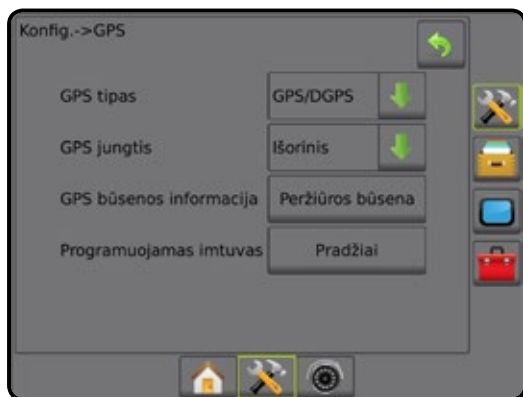 Konfig.->GPS
GPS tipas GPS/DGPS
GPS jungtis Išorinis
GPS būsenos informacija Peržiūros būsena
Programuojamas imtuvas Pradžiai